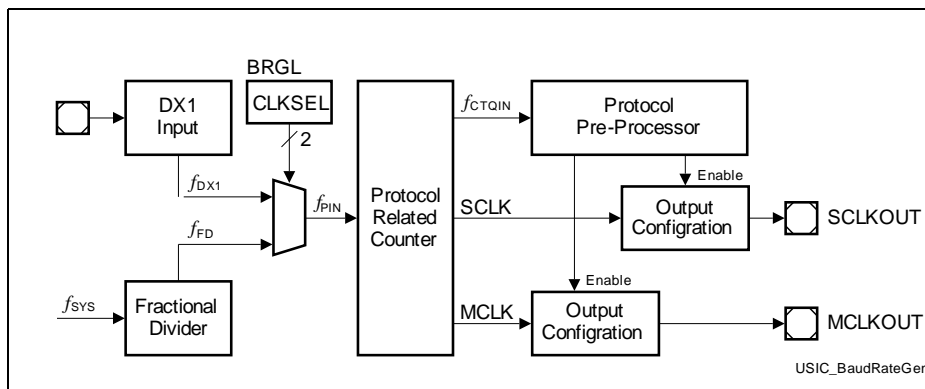 BRGL
DX1
Input
CLKSEL
2
fCTQIN
Protocol
Pre-Processor
fDX1
fPIN
Protocol
Related
Counter
SCLK
Enable
Output
Configration
SCLKOUT
fFD
fSYS
Fractional
Divider
MCLK
Enable
Output
Configration
MCLKOUT
USIC_BaudRateGen